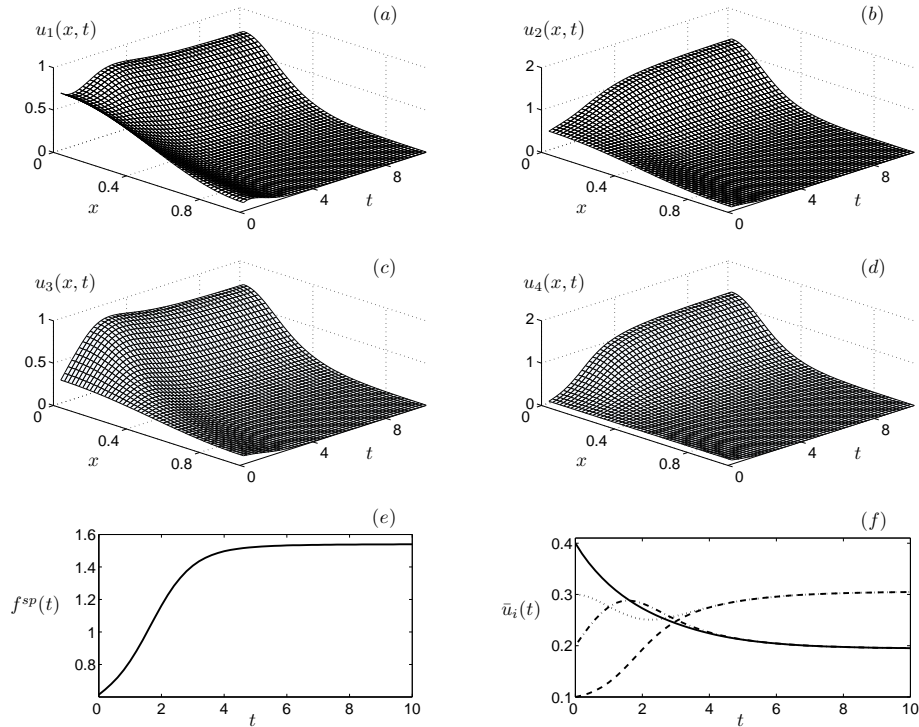 u₁(x, t) (a)
1
0.5
0
0
0.4
0.8
x
0
4
8
t
u₂(x, t) (b)
2
1
0
0
0.4
0.8
x
0
4
8
t
u₃(x, t) (c)
1
0.5
0
0
0.4
0.8
x
0
4
8
t
u₄(x, t) (d)
2
1
0
0
0.4
0.8
x
0
4
8
t
(e)
f^{sp}(t)
1.6
1.4
1.2
1
0.8
0 2 4 6 8 10
t
(f)
ū_i(t)
0.4
0.3
0.2
0.1
0 2 4 6 8 10
t